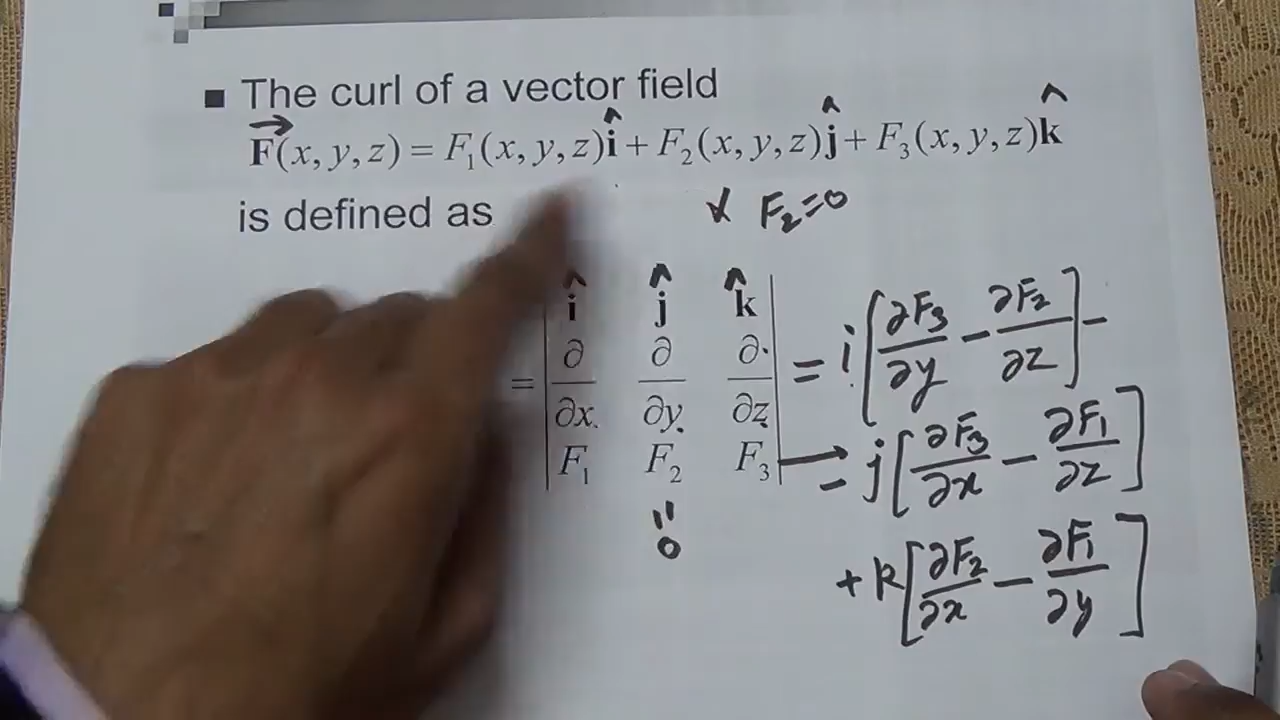 The curl of a vector field
F(x, y, z) = F₁(x, y, z)î + F₂(x, y, z)ĵ + F₃(x, y, z)k̂
is defined as
✓ F₂=0
î ĵ k̂
= ∂/∂x ∂/∂y ∂/∂z = i[∂F₃/∂y − ∂F₂/∂z] −
F₁ F₂ F₃ → − j[∂F₃/∂x − ∂F₁/∂z]
"
0
+ k[∂F₂/∂x − ∂F₁/∂y]